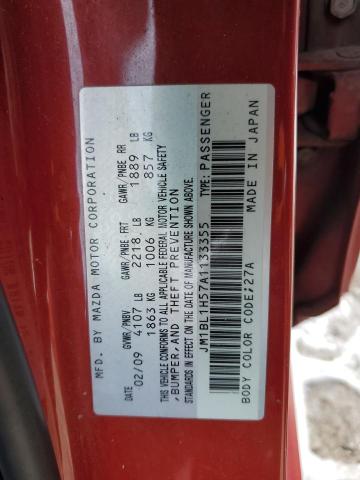 MFD. BY MAZDA MOTOR CORPORATION
DATE GVWR/PNBV GAWR/PNBE FRT GAWR/PNBE RR
02/09 4107 LB 2218 LB 1889 LB
1863 KG 1006 KG 857 KG
THIS VEHICLE CONFORMS TO ALL APPLICABLE FEDERAL MOTOR VEHICLE SAFETY
,BUMPER,AND THEFT PREVENTION
STANDARDS IN EFFECT ON THE DATE OF MANUFACTURE SHOWN ABOVE.
JM1BL1H57A1133355 TYPE: PASSENGER
BODY COLOR CODE:27A MADE IN JAPAN